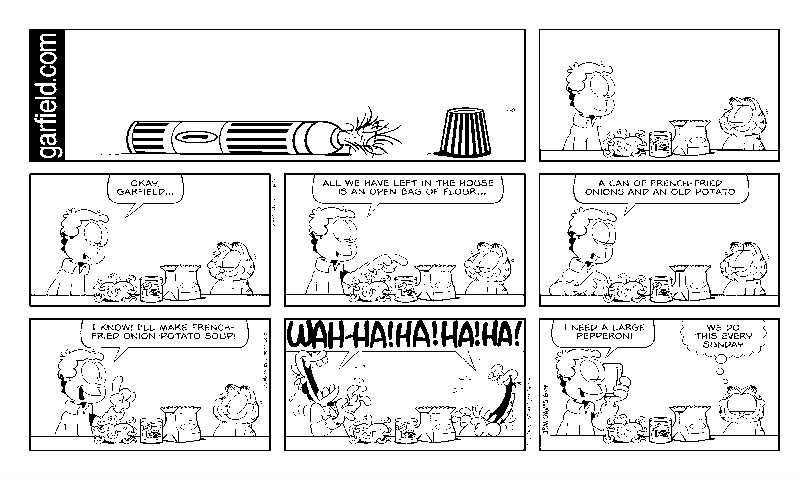 garfield.com
OKAY,
GARFIELD...
ALL WE HAVE LEFT IN THE HOUSE
IS AN OPEN BAG OF FLOUR...
A CAN OF FRENCH-FRIED
ONIONS AND AN OLD POTATO
I KNOW! I'LL MAKE FRENCH-
FRIED ONION-POTATO SOUP!
WAH-HA!HA!HA!HA!
I NEED A LARGE
PEPPERONI
WE DO
THIS EVERY
SUNDAY